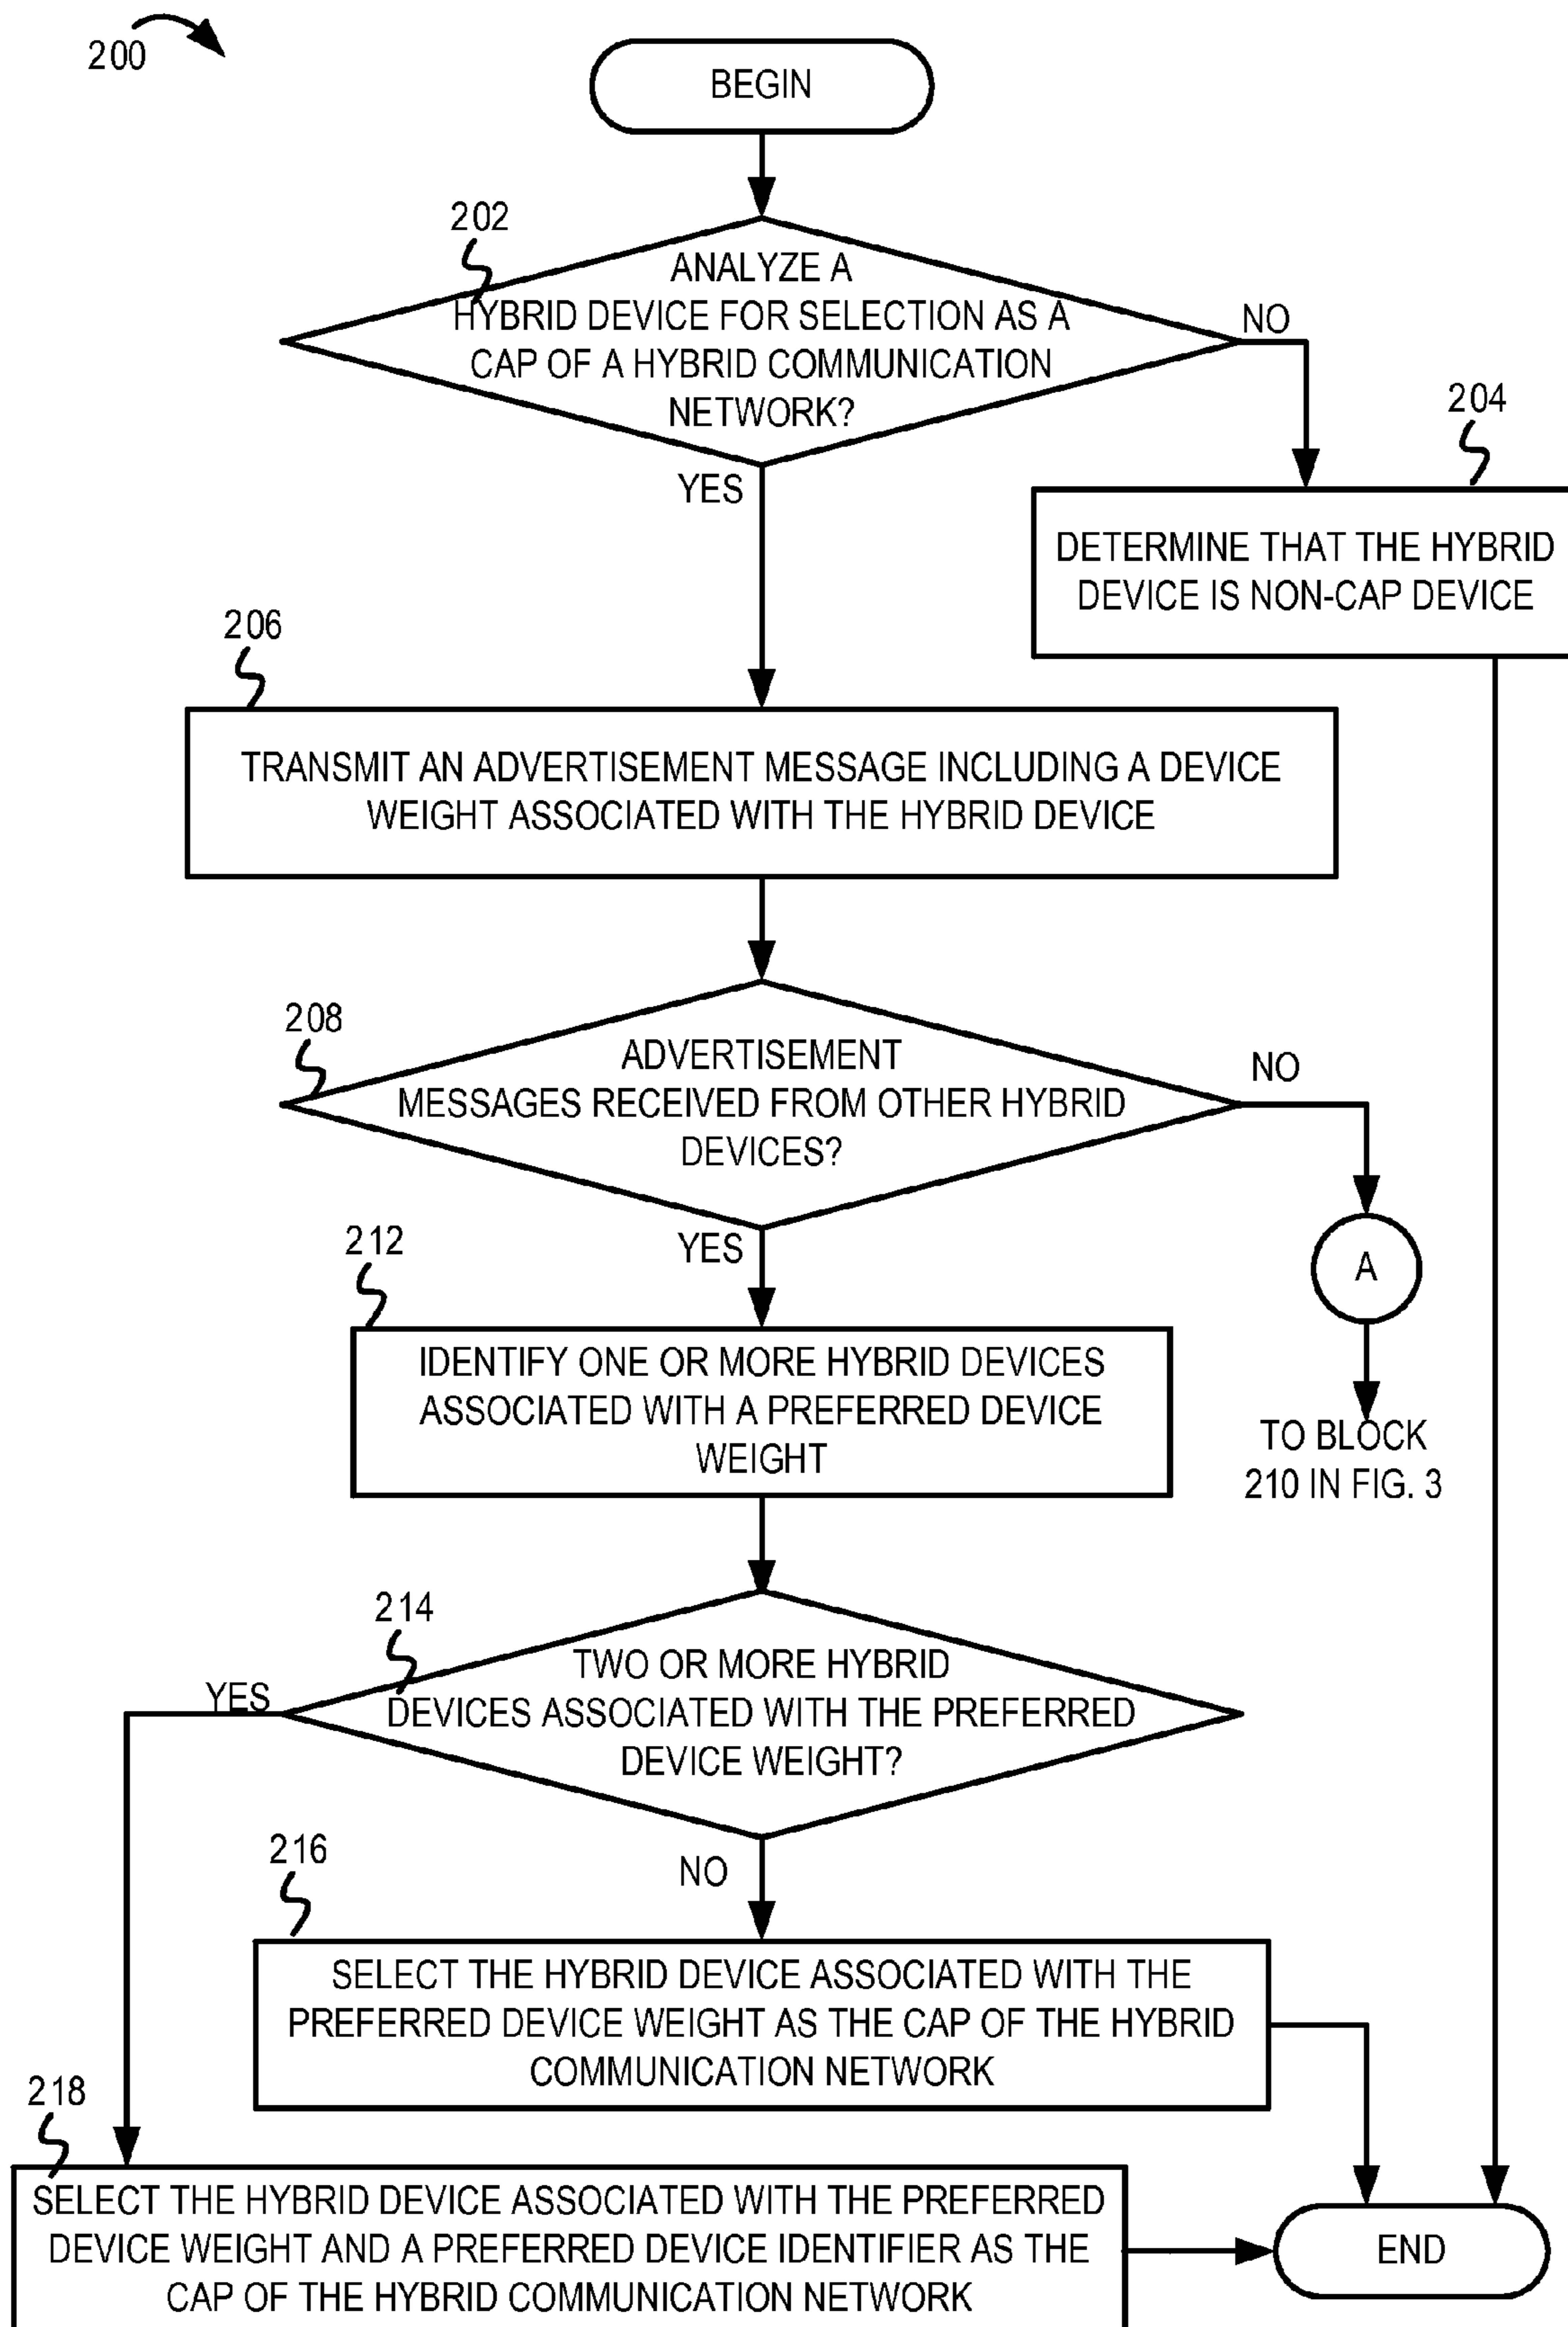 200
BEGIN
202
ANALYZE A
HYBRID DEVICE FOR SELECTION AS A
CAP OF A HYBRID COMMUNICATION
NETWORK?
NO
YES
204
DETERMINE THAT THE HYBRID
DEVICE IS NON-CAP DEVICE
206
TRANSMIT AN ADVERTISEMENT MESSAGE INCLUDING A DEVICE
WEIGHT ASSOCIATED WITH THE HYBRID DEVICE
208
ADVERTISEMENT
MESSAGES RECEIVED FROM OTHER HYBRID
DEVICES?
NO
YES
A
TO BLOCK
210 IN FIG. 3
212
IDENTIFY ONE OR MORE HYBRID DEVICES
ASSOCIATED WITH A PREFERRED DEVICE
WEIGHT
214
TWO OR MORE HYBRID
DEVICES ASSOCIATED WITH THE PREFERRED
DEVICE WEIGHT?
YES
NO
216
SELECT THE HYBRID DEVICE ASSOCIATED WITH THE
PREFERRED DEVICE WEIGHT AS THE CAP OF THE HYBRID
COMMUNICATION NETWORK
218
SELECT THE HYBRID DEVICE ASSOCIATED WITH THE PREFERRED
DEVICE WEIGHT AND A PREFERRED DEVICE IDENTIFIER AS THE
CAP OF THE HYBRID COMMUNICATION NETWORK
END